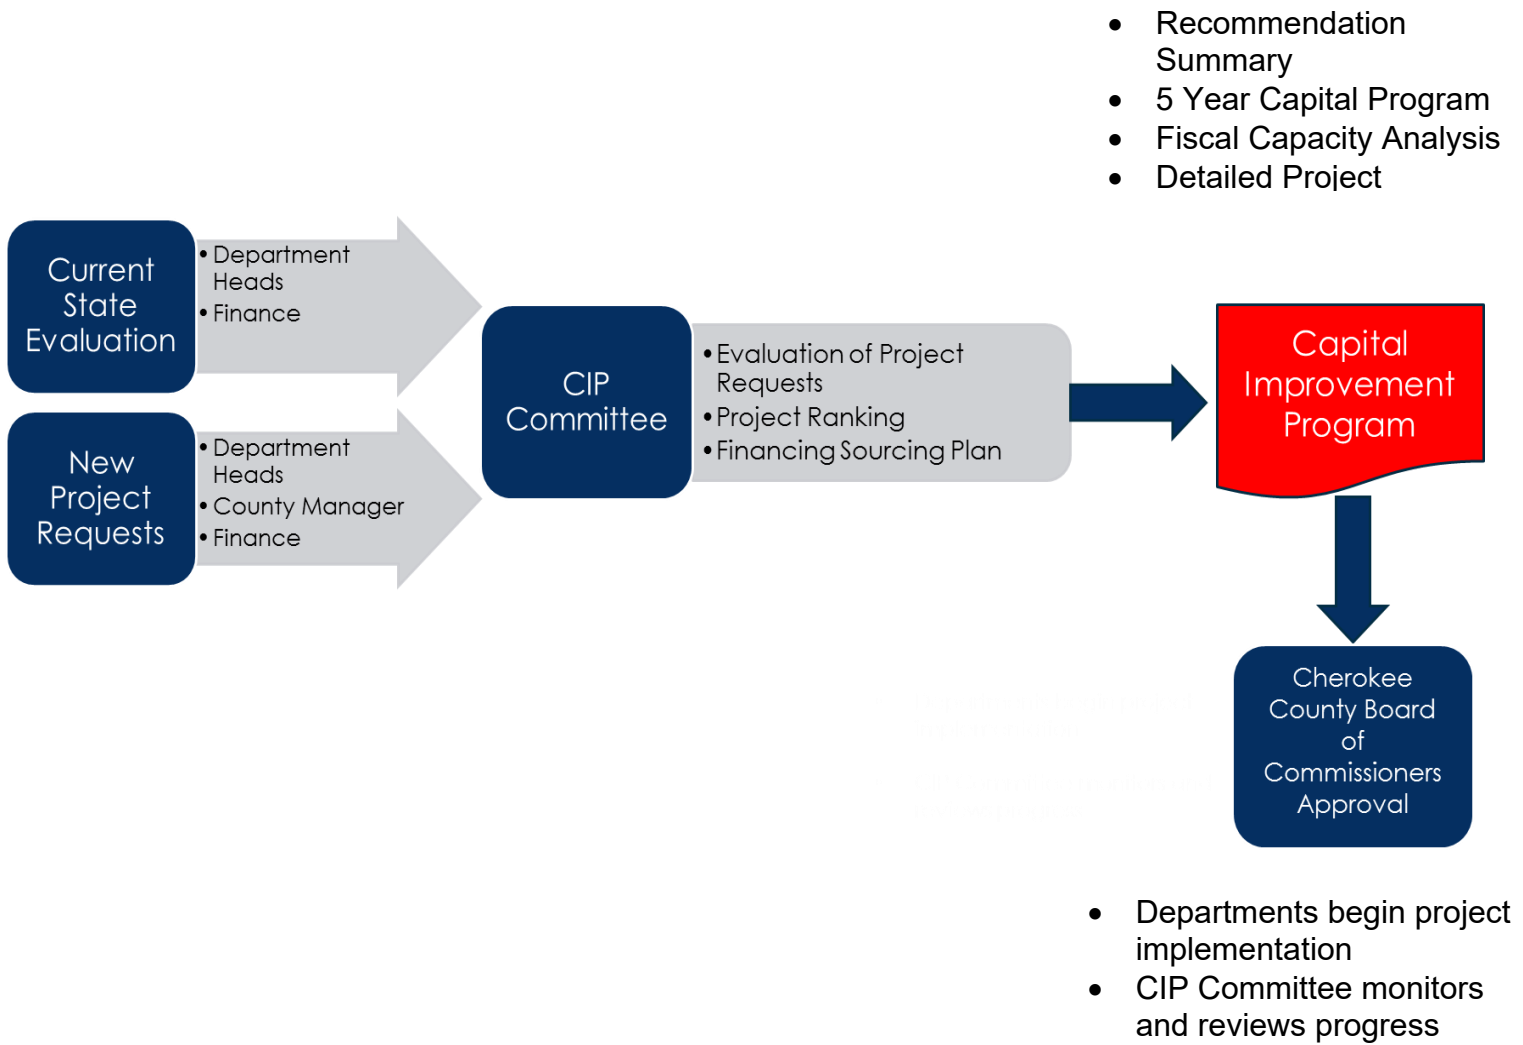 • Recommendation
Summary
• 5 Year Capital Program
• Fiscal Capacity Analysis
• Detailed Project
Current
State
Evaluation
• Department
Heads
• Finance
New
Project
Requests
• Department
Heads
• County Manager
• Finance
CIP
Committee
• Evaluation of Project
Requests
• Project Ranking
• Financing Sourcing Plan
Capital
Improvement
Program
Cherokee
County Board
of
Commissioners
Approval
• Departments begin project
implementation
• CIP Committee monitors
and reviews progress